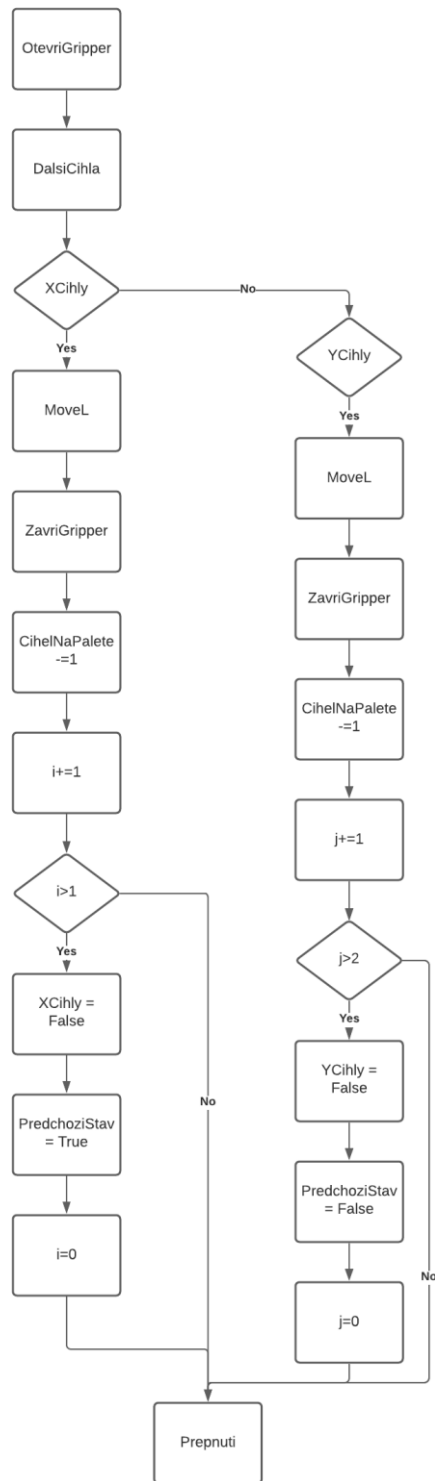 OtevriGripper
DalsiCihla
XCihly
No
YCihly
Yes
MoveL
ZavriGripper
CihelNaPalete
-=1
i+=1
i>1
Yes
XCihly =
False
PredchoziStav
= True
i=0
No
Yes
MoveL
ZavriGripper
CihelNaPalete
-=1
j+=1
j>2
Yes
YCihly =
False
PredchoziStav
= False
j=0
No
Prepnuti